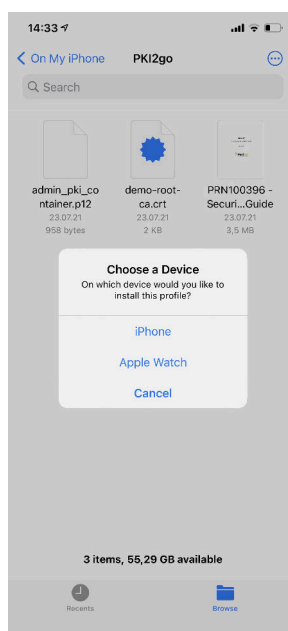 14:33
On My iPhone PKI2go
Search
admin_pki_co
ntainer.p12
23.07.21
958 bytes
demo-root-
ca.crt
23.07.21
2 KB
PRN100396 -
Securi...Guide
23.07.21
3,5 MB
Choose a Device
On which device would you like to
install this profile?
iPhone
Apple Watch
Cancel
3 items, 55,29 GB available
Recents
Browse